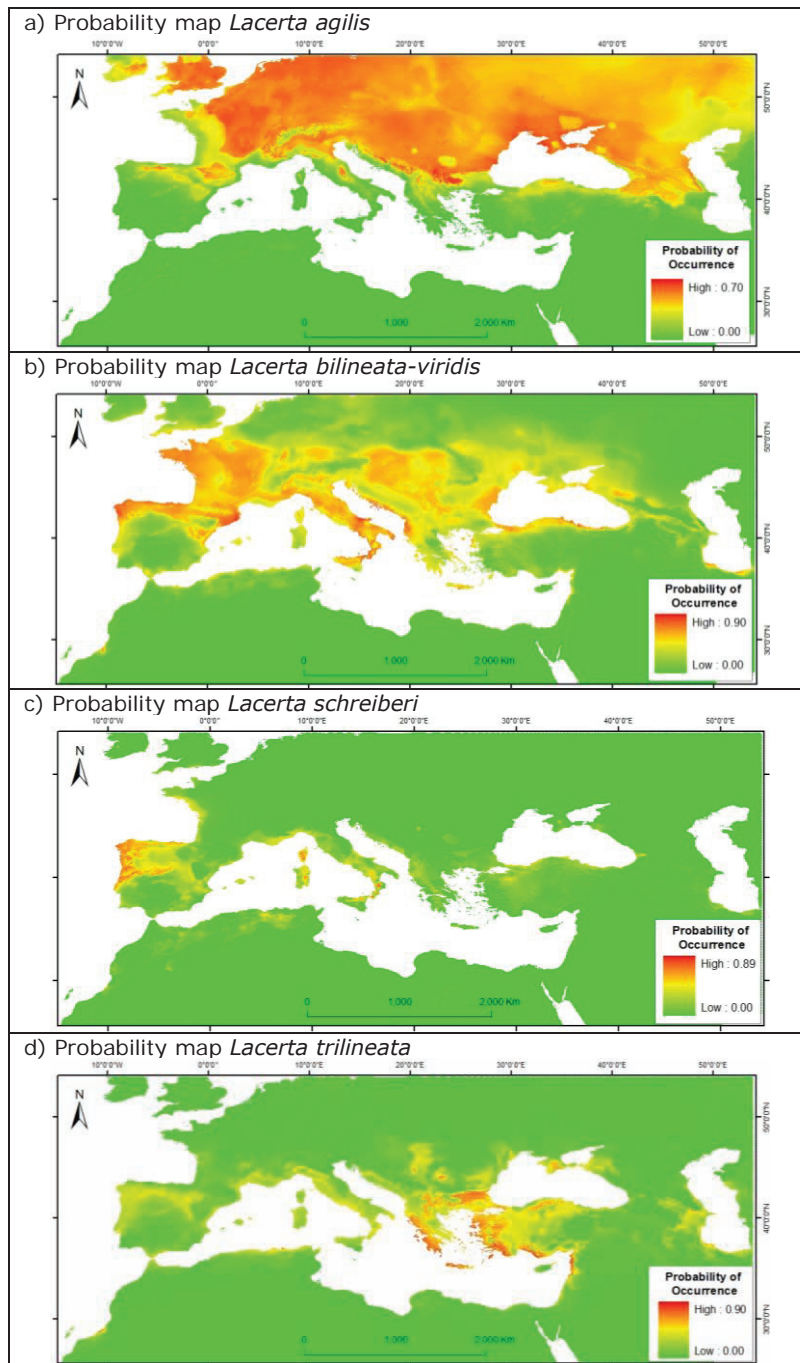 a) Probability map Lacerta agilis
10°0'0"W 0°0'0" 10°0'0"E 20°0'0"E 30°0'0"E 40°0'0"E 50°0'0"E
N
50°0'0"N
40°0'0"N
30°0'0"N
Probability of
Occurrence
High : 0.70
Low : 0.00
0 1.000 2.000 Km
b) Probability map Lacerta bilineata-viridis
10°0'0"W 0°0'0" 10°0'0"E 20°0'0"E 30°0'0"E 40°0'0"E 50°0'0"E
N
50°0'0"N
40°0'0"N
30°0'0"N
Probability of
Occurrence
High : 0.90
Low : 0.00
0 1.000 2.000 Km
c) Probability map Lacerta schreiberi
10°0'0"W 0°0'0" 10°0'0"E 20°0'0"E 30°0'0"E 40°0'0"E 50°0'0"E
N
Probability of
Occurrence
High : 0.89
Low : 0.00
0 1.000 2.000 Km
d) Probability map Lacerta trilineata
10°0'0"W 0°0'0" 10°0'0"E 20°0'0"E 30°0'0"E 40°0'0"E 50°0'0"E
N
50°0'0"N
40°0'0"N
30°0'0"N
Probability of
Occurrence
High : 0.90
Low : 0.00
0 1.000 2.000 Km